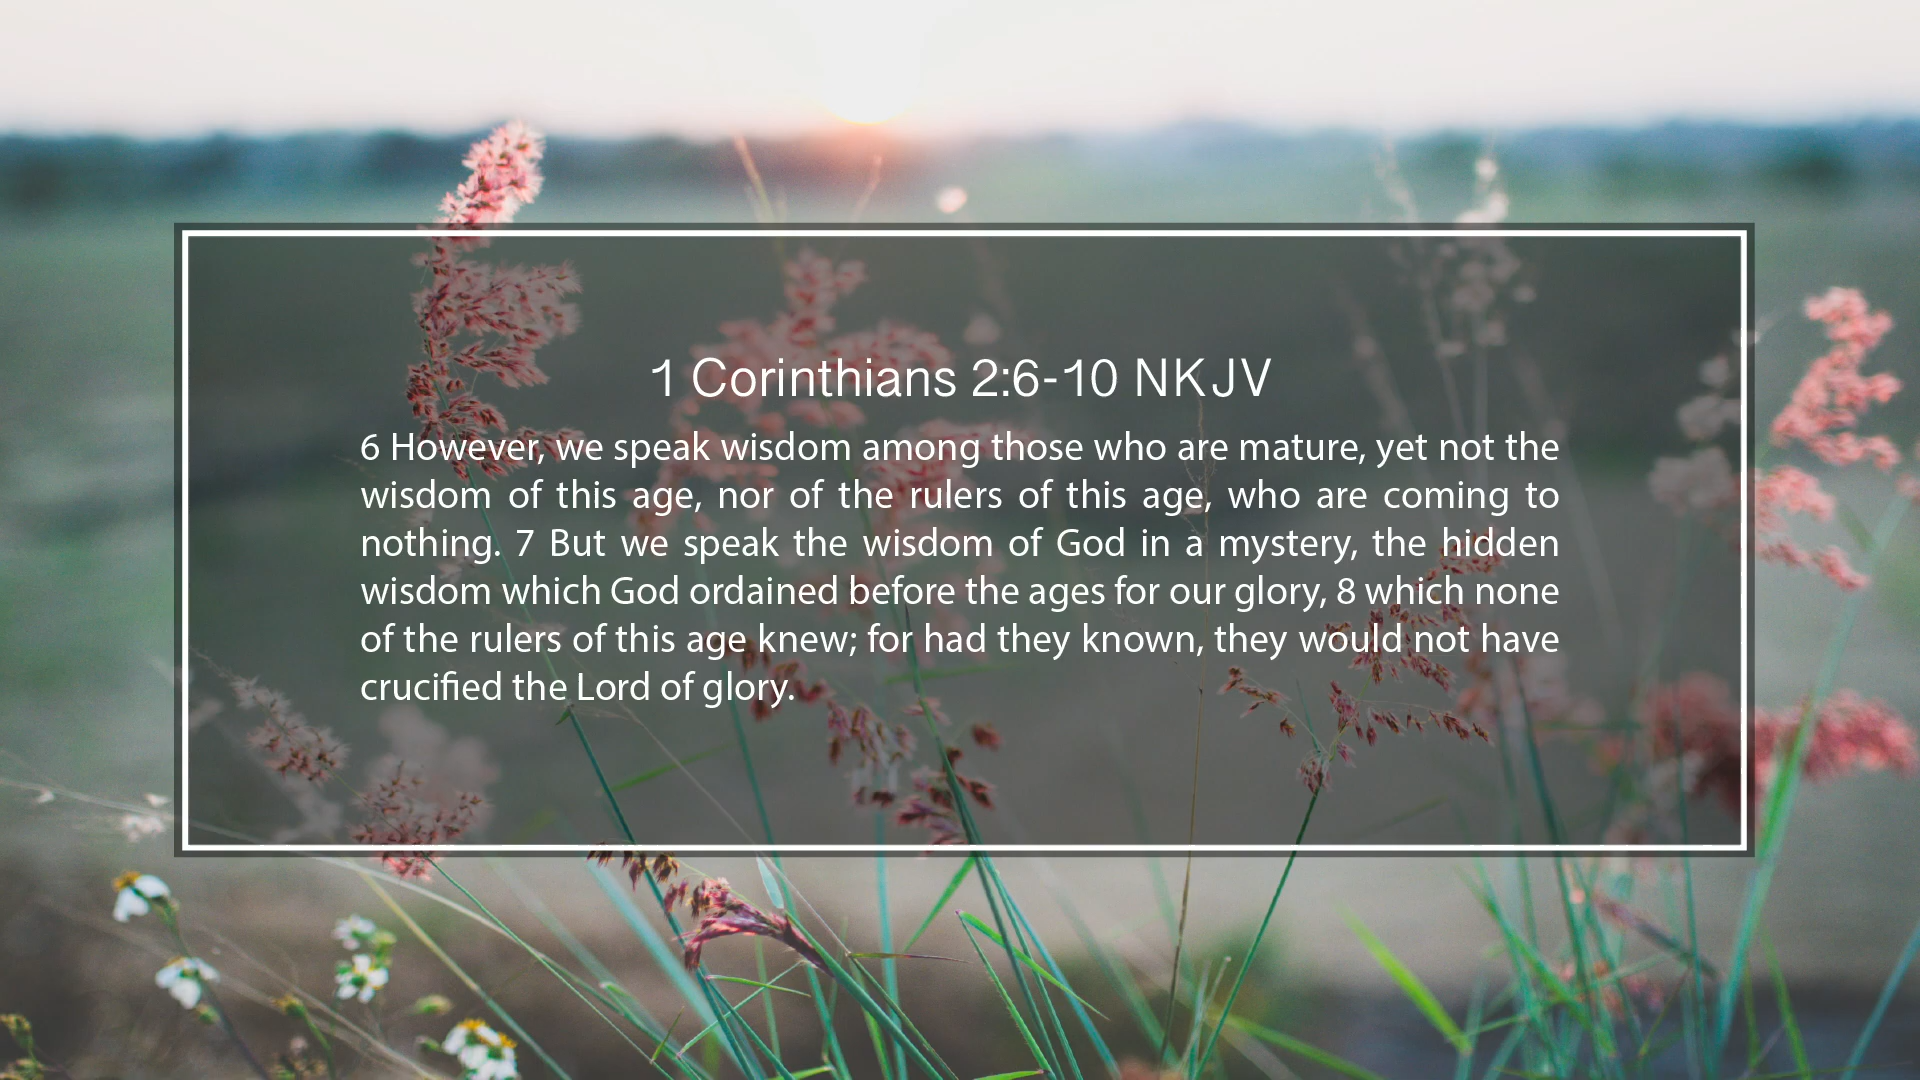 1 Corinthians 2:6-10 NKJV
6 However, we speak wisdom among those who are mature, yet not the
wisdom of this age, nor of the rulers of this age, who are coming to
nothing. 7 But we speak the wisdom of God in a mystery, the hidden
wisdom which God ordained before the ages for our glory, 8 which none
of the rulers of this age knew; for had they known, they would not have
crucified the Lord of glory.